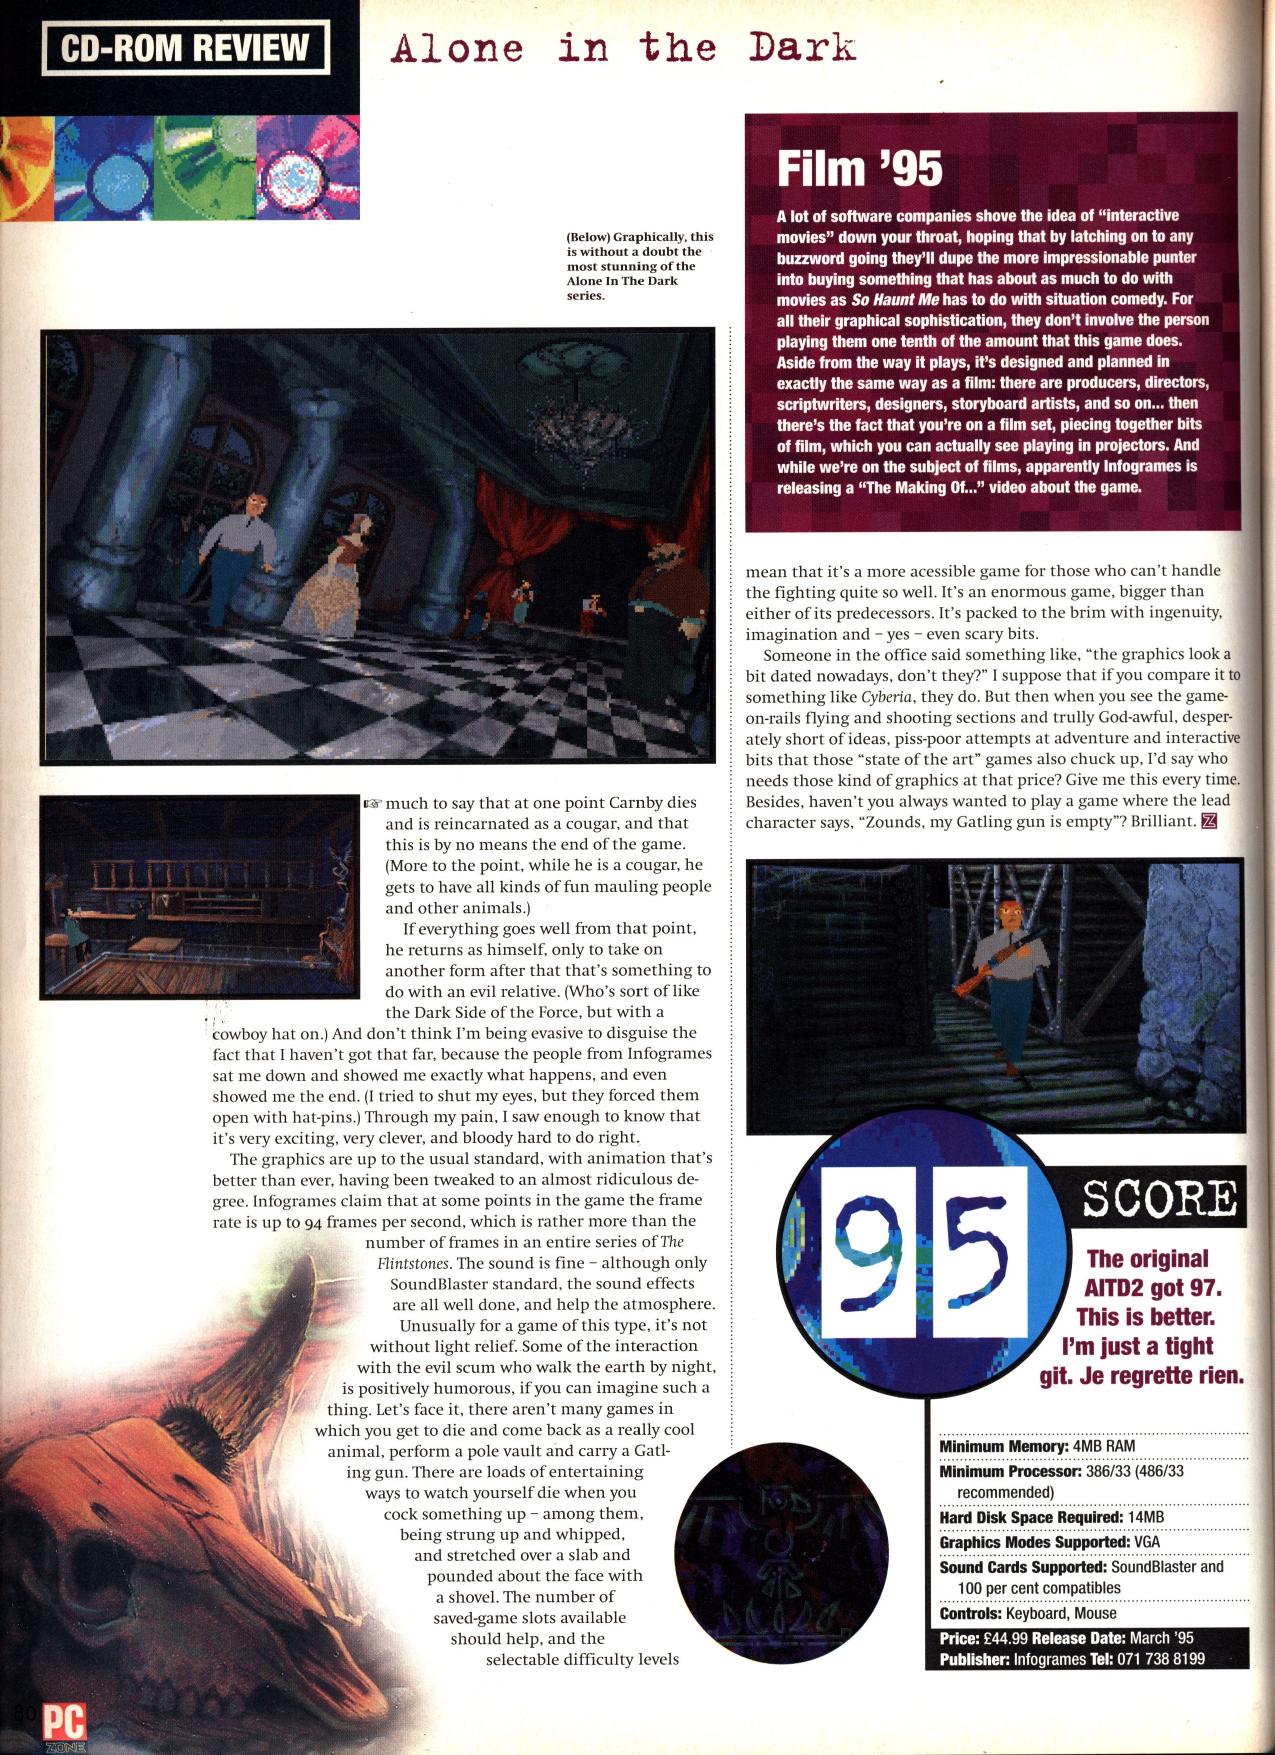 CD-ROM REVIEW
Alone in the Dark
(Below) Graphically, this
is without a doubt the
most stunning of the
Alone In The Dark
series.
much to say that at one point Carnby dies
and is reincarnated as a cougar, and that
this is by no means the end of the game.
(More to the point, while he is a cougar, he
gets to have all kinds of fun mauling people
and other animals.)
If everything goes well from that point,
he returns as himself, only to take on
another form after that that's something to
do with an evil relative. (Who's sort of like
the Dark Side of the Force, but with a
cowboy hat on.) And don't think I'm being evasive to disguise the
fact that I haven't got that far, because the people from Infogrames
sat me down and showed me exactly what happens, and even
showed me the end. (I tried to shut my eyes, but they forced them
open with hat-pins.) Through my pain, I saw enough to know that
it's very exciting, very clever, and bloody hard to do right.
The graphics are up to the usual standard, with animation that's
better than ever, having been tweaked to an almost ridiculous de-
gree. Infogrames claim that at some points in the game the frame
rate is up to 94 frames per second, which is rather more than the
number of frames in an entire series of The
Flintstones. The sound is fine – although only
SoundBlaster standard, the sound effects
are all well done, and help the atmosphere.
Unusually for a game of this type, it's not
without light relief. Some of the interaction
with the evil scum who walk the earth by night,
is positively humorous, if you can imagine such a
thing. Let's face it, there aren't many games in
which you get to die and come back as a really cool
animal, perform a pole vault and carry a Gatl-
ing gun. There are loads of entertaining
ways to watch yourself die when you
cock something up – among them,
being strung up and whipped,
and stretched over a slab and
pounded about the face with
a shovel. The number of
saved-game slots available
should help, and the
selectable difficulty levels
Film '95
A lot of software companies shove the idea of "interactive
movies" down your throat, hoping that by latching on to any
buzzword going they'll dupe the more impressionable punter
into buying something that has about as much to do with
movies as So Haunt Me has to do with situation comedy. For
all their graphical sophistication, they don't involve the person
playing them one tenth of the amount that this game does.
Aside from the way it plays, it's designed and planned in
exactly the same way as a film: there are producers, directors,
scriptwriters, designers, storyboard artists, and so on... then
there's the fact that you're on a film set, piecing together bits
of film, which you can actually see playing in projectors. And
while we're on the subject of films, apparently Infogrames is
releasing a "The Making Of..." video about the game.
mean that it's a more acessible game for those who can't handle
the fighting quite so well. It's an enormous game, bigger than
either of its predecessors. It's packed to the brim with ingenuity,
imagination and – yes – even scary bits.
Someone in the office said something like, "the graphics look a
bit dated nowadays, don't they?" I suppose that if you compare it to
something like Cyberia, they do. But then when you see the game-
on-rails flying and shooting sections and trully God-awful, desper-
ately short of ideas, piss-poor attempts at adventure and interactive
bits that those "state of the art" games also chuck up, I'd say who
needs those kind of graphics at that price? Give me this every time.
Besides, haven't you always wanted to play a game where the lead
character says, "Zounds, my Gatling gun is empty"? Brilliant. Z
95
SCORE
The original
AITD2 got 97.
This is better.
I'm just a tight
git. Je regrette rien.
Minimum Memory: 4MB RAM
Minimum Processor: 386/33 (486/33
recommended)
Hard Disk Space Required: 14MB
Graphics Modes Supported: VGA
Sound Cards Supported: SoundBlaster and
100 per cent compatibles
Controls: Keyboard, Mouse
Price: £44.99 Release Date: March '95
Publisher: Infogrames Tel: 071 738 8199
80
PC
ZONE